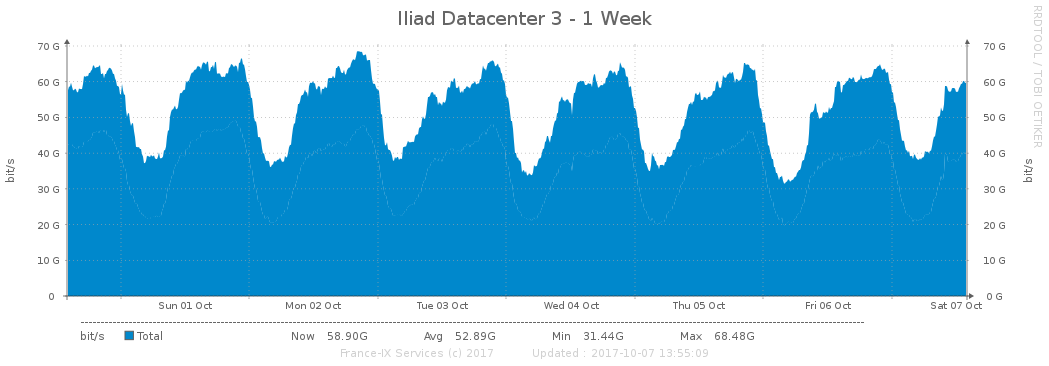 Iliad Datacenter 3 - 1 Week
RRDTOOL / TOBI OETIKER
70 G 70 G
60 G 60 G
50 G 50 G
40 G 40 G
30 G 30 G
20 G 20 G
10 G 10 G
0 0 G
bit/s bit/s
Sun 01 Oct Mon 02 Oct Tue 03 Oct Wed 04 Oct Thu 05 Oct Fri 06 Oct Sat 07 Oct
bit/s Total Now 58.90G Avg 52.89G Min 31.44G Max 68.48G
France-IX Services (c) 2017 Updated : 2017-10-07 13:55:09